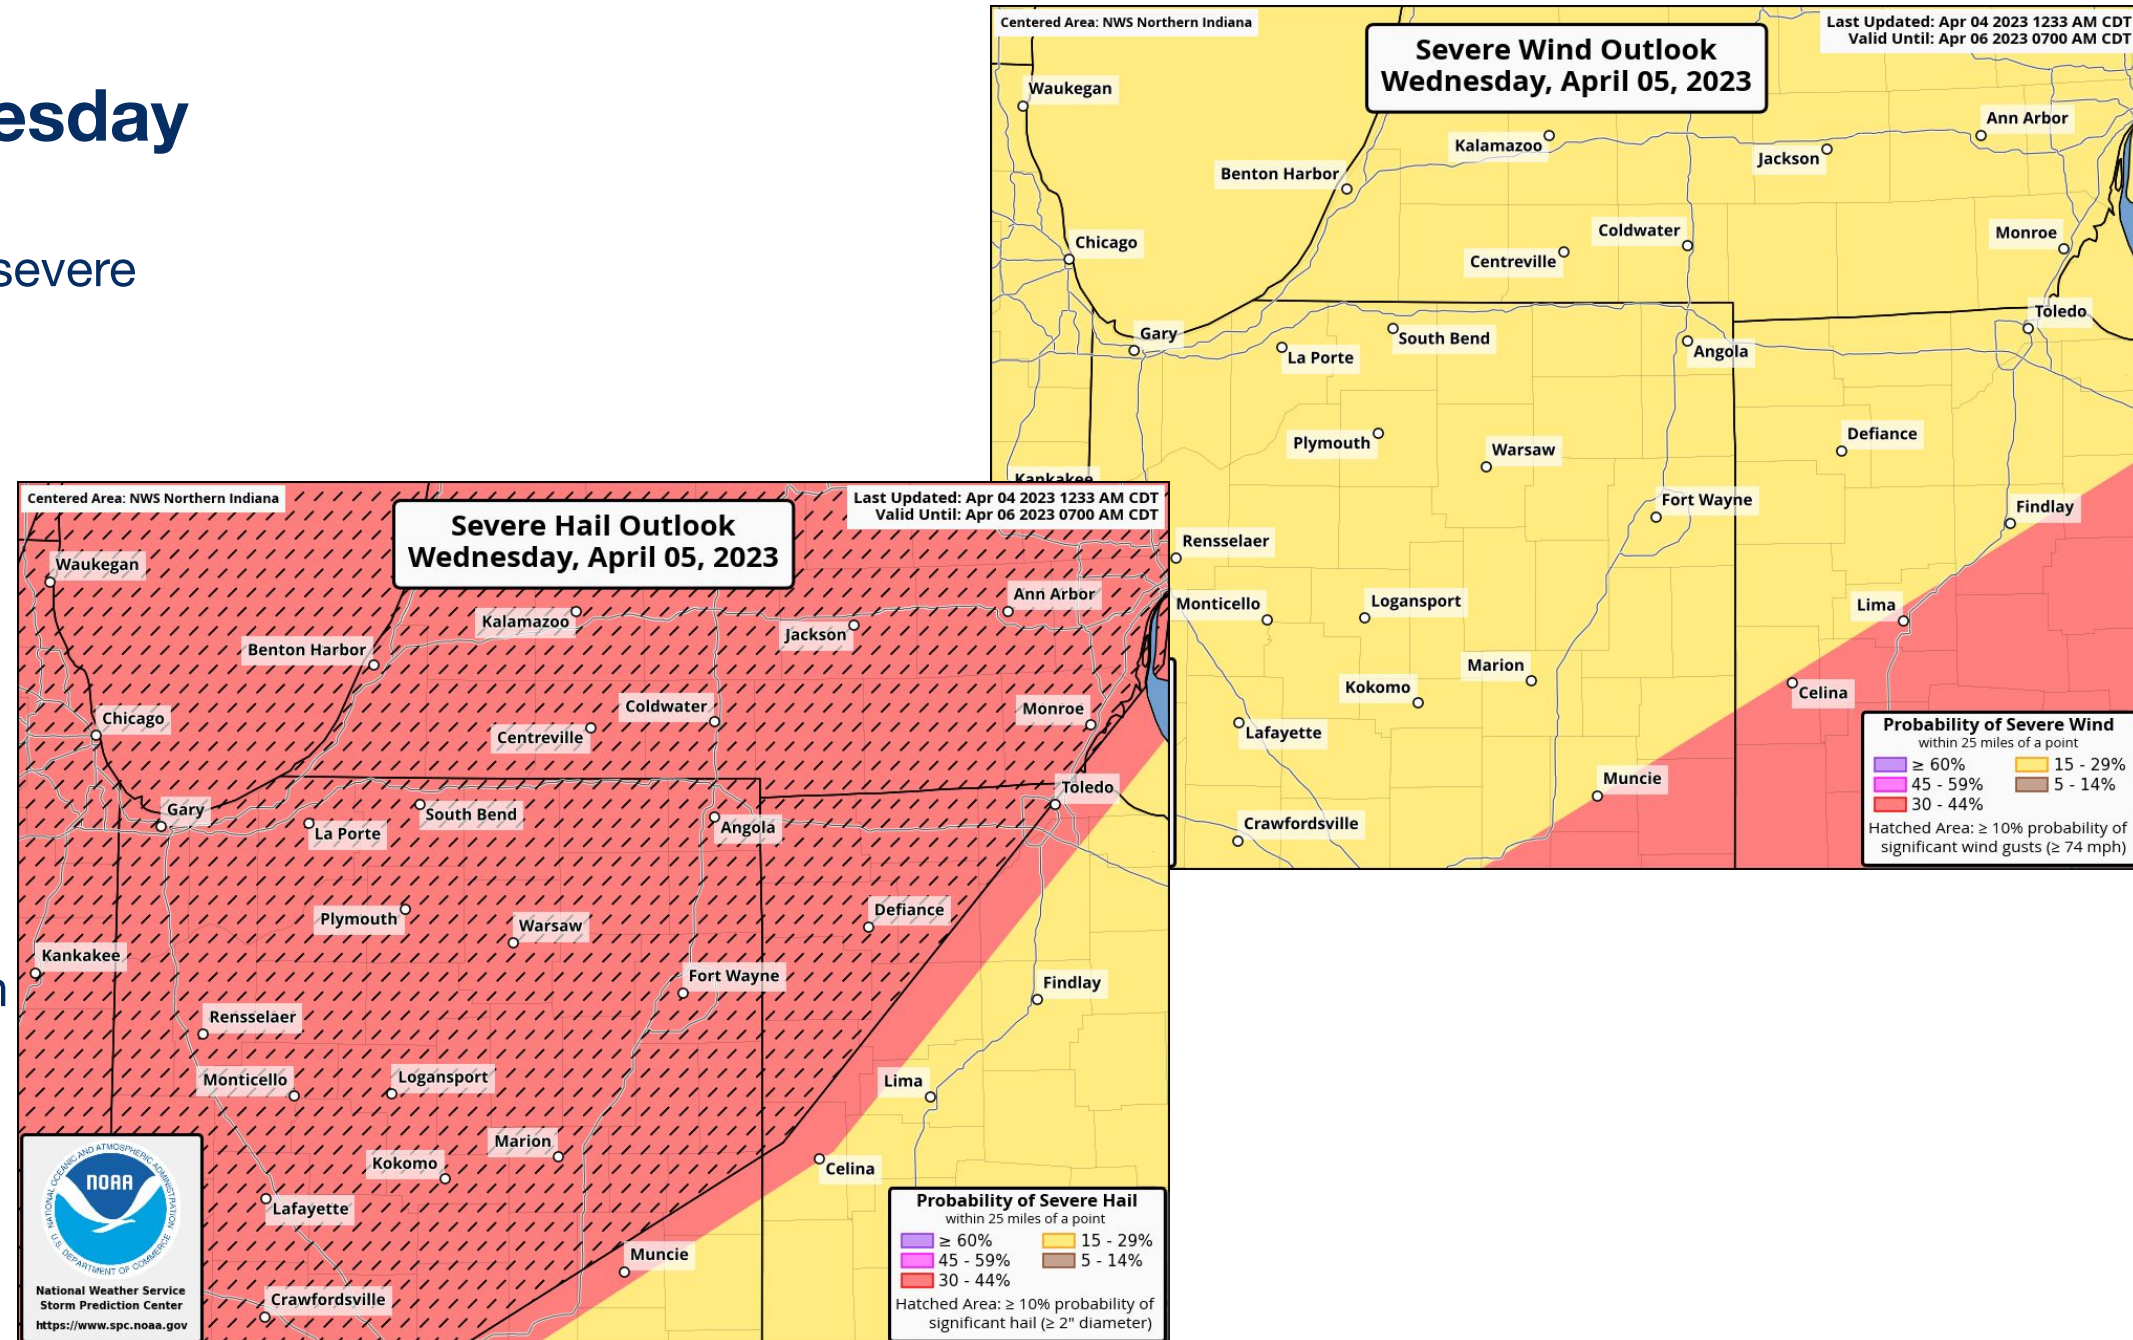 esday
severe
n
Centered Area: NWS Northern Indiana
Severe Wind Outlook
Wednesday, April 05, 2023
Last Updated: Apr 04 2023 1233 AM CDT
Valid Until: Apr 06 2023 0700 AM CDT
Waukegan
Ann Arbor
Kalamazoo
Jackson
Benton Harbor
Coldwater
Monroe
Chicago
Centreville
Toledo
Gary
South Bend
Angola
La Porte
Defiance
Plymouth
Warsaw
Kankakee
Fort Wayne
Findlay
Rensselaer
Monticello
Logansport
Lima
Marion
Kokomo
Celina
Lafayette
Muncie
Crawfordsville
Probability of Severe Wind
within 25 miles of a point
≥ 60%
15 - 29%
45 - 59%
5 - 14%
30 - 44%
Hatched Area: ≥ 10% probability of
significant wind gusts (≥ 74 mph)
Centered Area: NWS Northern Indiana
Severe Hail Outlook
Wednesday, April 05, 2023
Last Updated: Apr 04 2023 1233 AM CDT
Valid Until: Apr 06 2023 0700 AM CDT
Waukegan
Ann Arbor
Kalamazoo
Jackson
Benton Harbor
Coldwater
Monroe
Chicago
Centreville
Toledo
Gary
South Bend
Angola
La Porte
Defiance
Plymouth
Warsaw
Kankakee
Fort Wayne
Findlay
Rensselaer
Monticello
Logansport
Lima
Marion
Kokomo
Celina
Lafayette
Muncie
Crawfordsville
NATIONAL OCEANIC AND ATMOSPHERIC ADMINISTRATION
NOAA
U.S. DEPARTMENT OF COMMERCE
National Weather Service
Storm Prediction Center
https://www.spc.noaa.gov
Probability of Severe Hail
within 25 miles of a point
≥ 60%
15 - 29%
45 - 59%
5 - 14%
30 - 44%
Hatched Area: ≥ 10% probability of
significant hail (≥ 2" diameter)